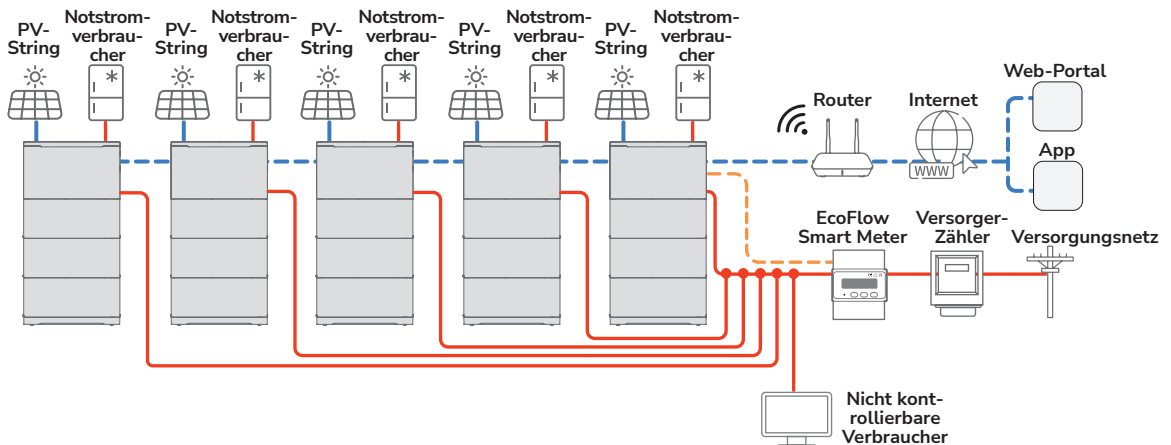 PV-
String
Notstrom-
verbrau-
cher
PV-
String
Notstrom-
verbrau-
cher
PV-
String
Notstrom-
verbrau-
cher
PV-
String
Notstrom-
verbrau-
cher
PV-
String
Notstrom-
verbrau-
cher
Web-Portal
Router
Internet
WWW
App
EcoFlow
Smart Meter
Versorger-
Zähler
Versorgungsnetz
Nicht kont-
rollierbare
Verbraucher